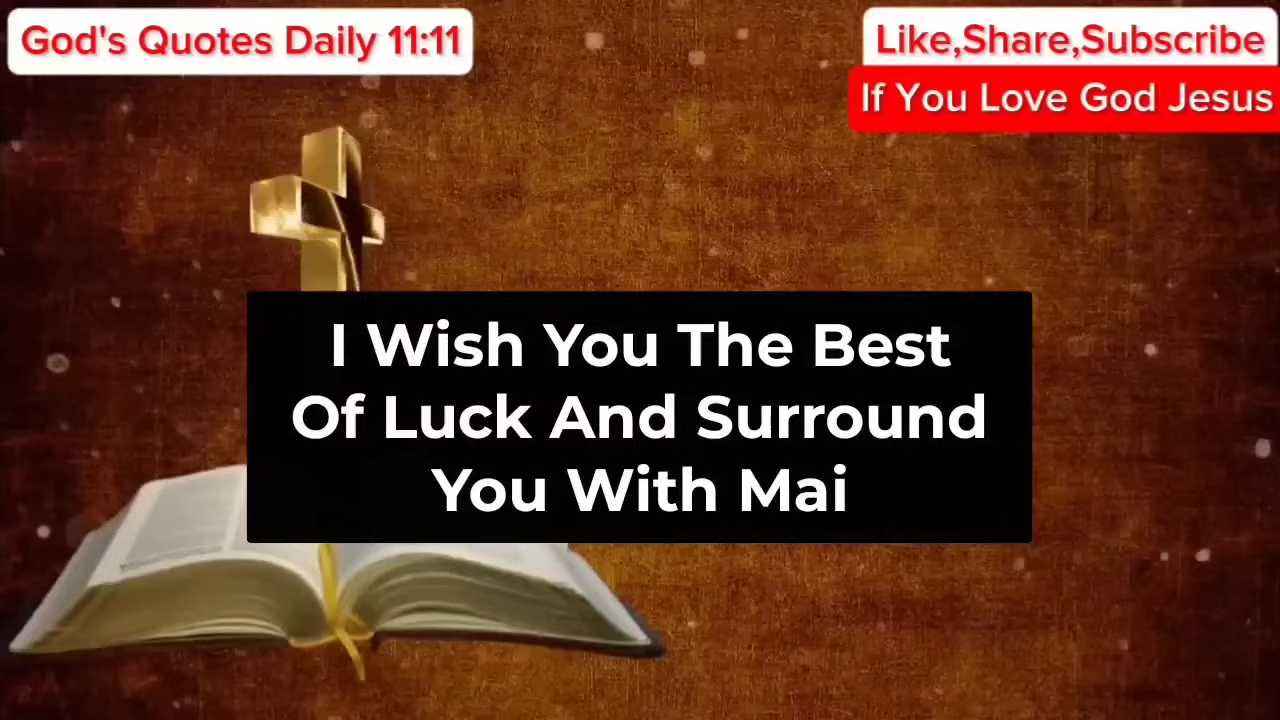 God's Quotes Daily 11:11
Like,Share,Subscribe
If You Love God Jesus
I Wish You The Best
Of Luck And Surround
You With Mai